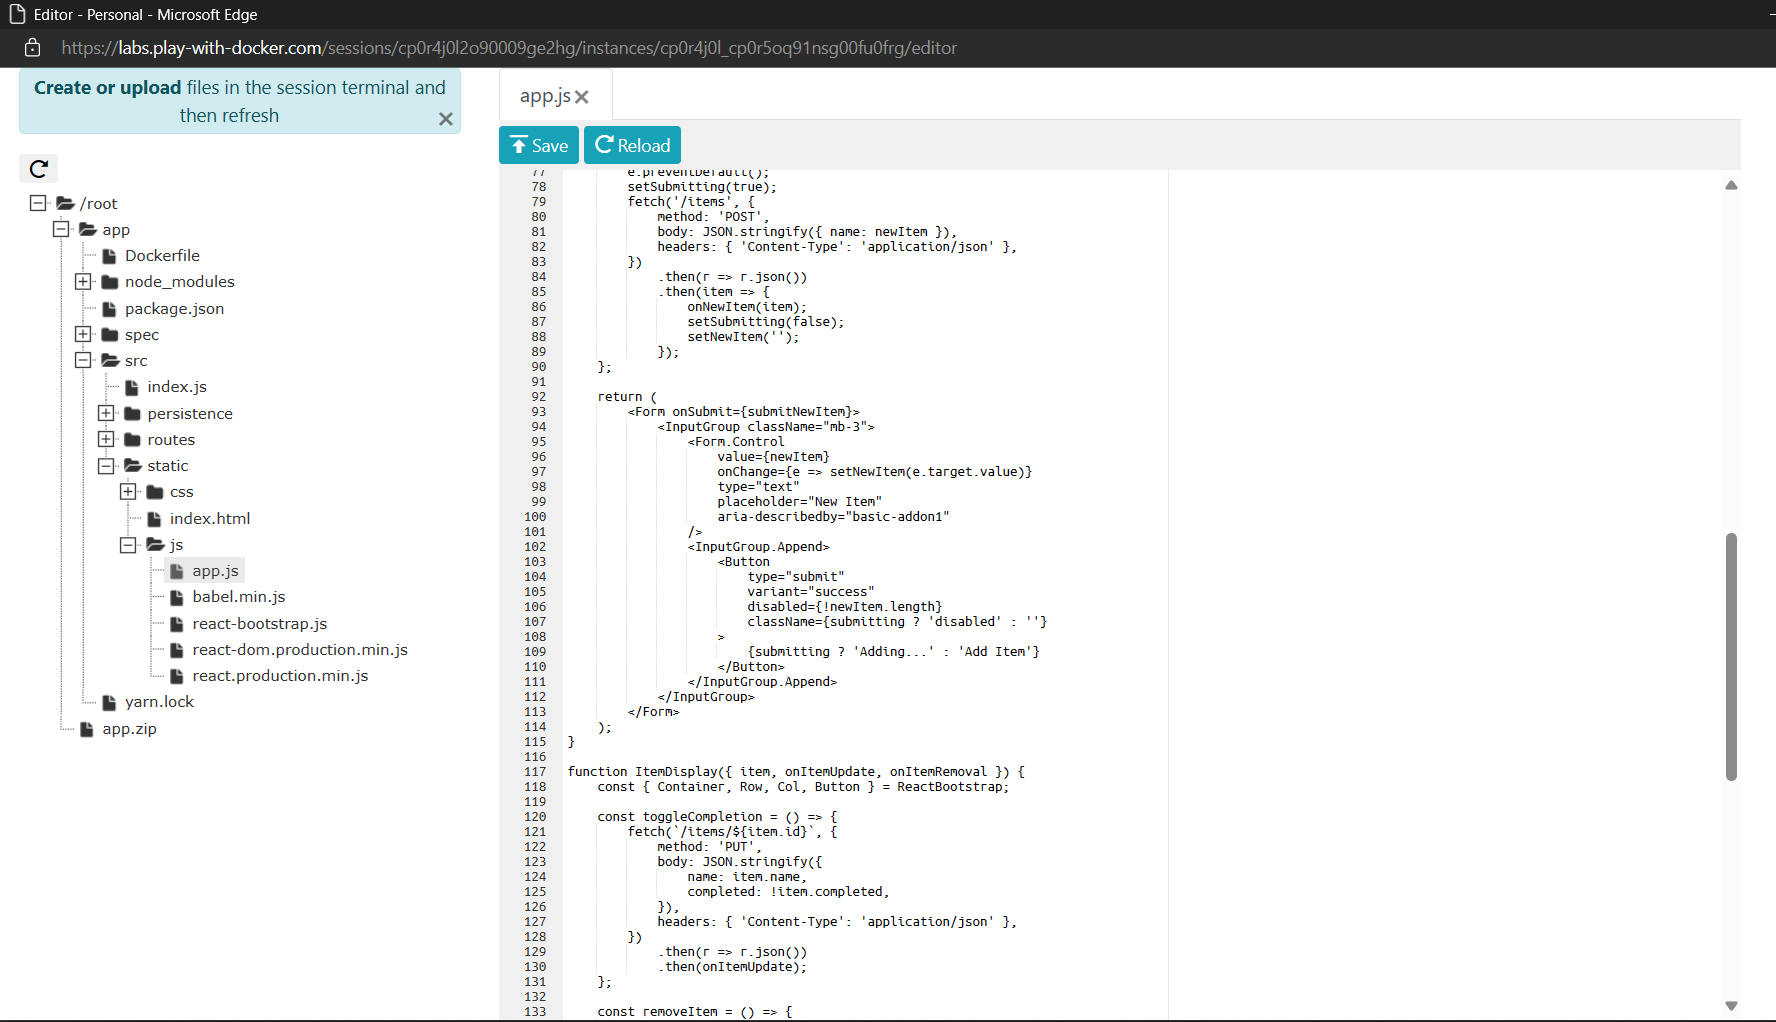 Editor - Personal - Microsoft Edge
https://labs.play-with-docker.com/sessions/cp0r4j0l2o90009ge2hg/instances/cp0r4j0l_cp0r5oq91nsg00fu0frg/editor
Create or upload files in the session terminal and
then refresh
/root
app
Dockerfile
node_modules
package.json
spec
src
index.js
persistence
routes
static
css
index.html
js
app.js
babel.min.js
react-bootstrap.js
react-dom.production.min.js
react.production.min.js
yarn.lock
app.zip
app.js
Save Reload
77 e.preventDefault();
78 setSubmitting(true);
79 fetch('/items', {
80 method: 'POST',
81 body: JSON.stringify({ name: newItem }),
82 headers: { 'Content-Type': 'application/json' },
83 })
84 .then(r => r.json())
85 .then(item => {
86 onNewItem(item);
87 setSubmitting(false);
88 setNewItem('');
89 });
90 };
91
92 return (
93 <Form onSubmit={submitNewItem}>
94 <InputGroup className="mb-3">
95 <Form.Control
96 value={newItem}
97 onChange={e => setNewItem(e.target.value)}
98 type="text"
99 placeholder="New Item"
100 aria-describedby="basic-addon1"
101 />
102 <InputGroup.Append>
103 <Button
104 type="submit"
105 variant="success"
106 disabled={!newItem.length}
107 className={submitting ? 'disabled' : ''}
108 >
109 {submitting ? 'Adding...' : 'Add Item'}
110 </Button>
111 </InputGroup.Append>
112 </InputGroup>
113 </Form>
114 );
115 }
116
117 function ItemDisplay({ item, onItemUpdate, onItemRemoval }) {
118 const { Container, Row, Col, Button } = ReactBootstrap;
119
120 const toggleCompletion = () => {
121 fetch(`/items/${item.id}`, {
122 method: 'PUT',
123 body: JSON.stringify({
124 name: item.name,
125 completed: !item.completed,
126 }),
127 headers: { 'Content-Type': 'application/json' },
128 })
129 .then(r => r.json())
130 .then(onItemUpdate);
131 };
132
133 const removeItem = () => {